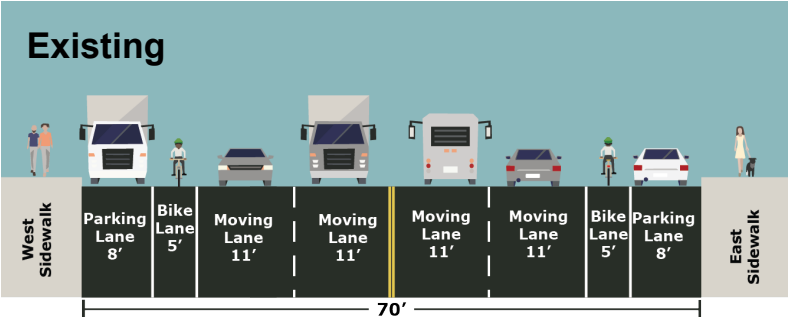 Existing
West
Sidewalk
Parking
Lane
8’
Bike
Lane
5’
Moving
Lane
11’
Moving
Lane
11’
Moving
Lane
11’
Moving
Lane
11’
Bike
Lane
5’
Parking
Lane
8’
East
Sidewalk
70’